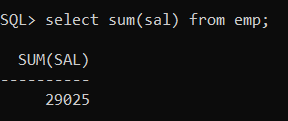 SQL> select sum(sal) from emp;
SUM(SAL)
----------
29025